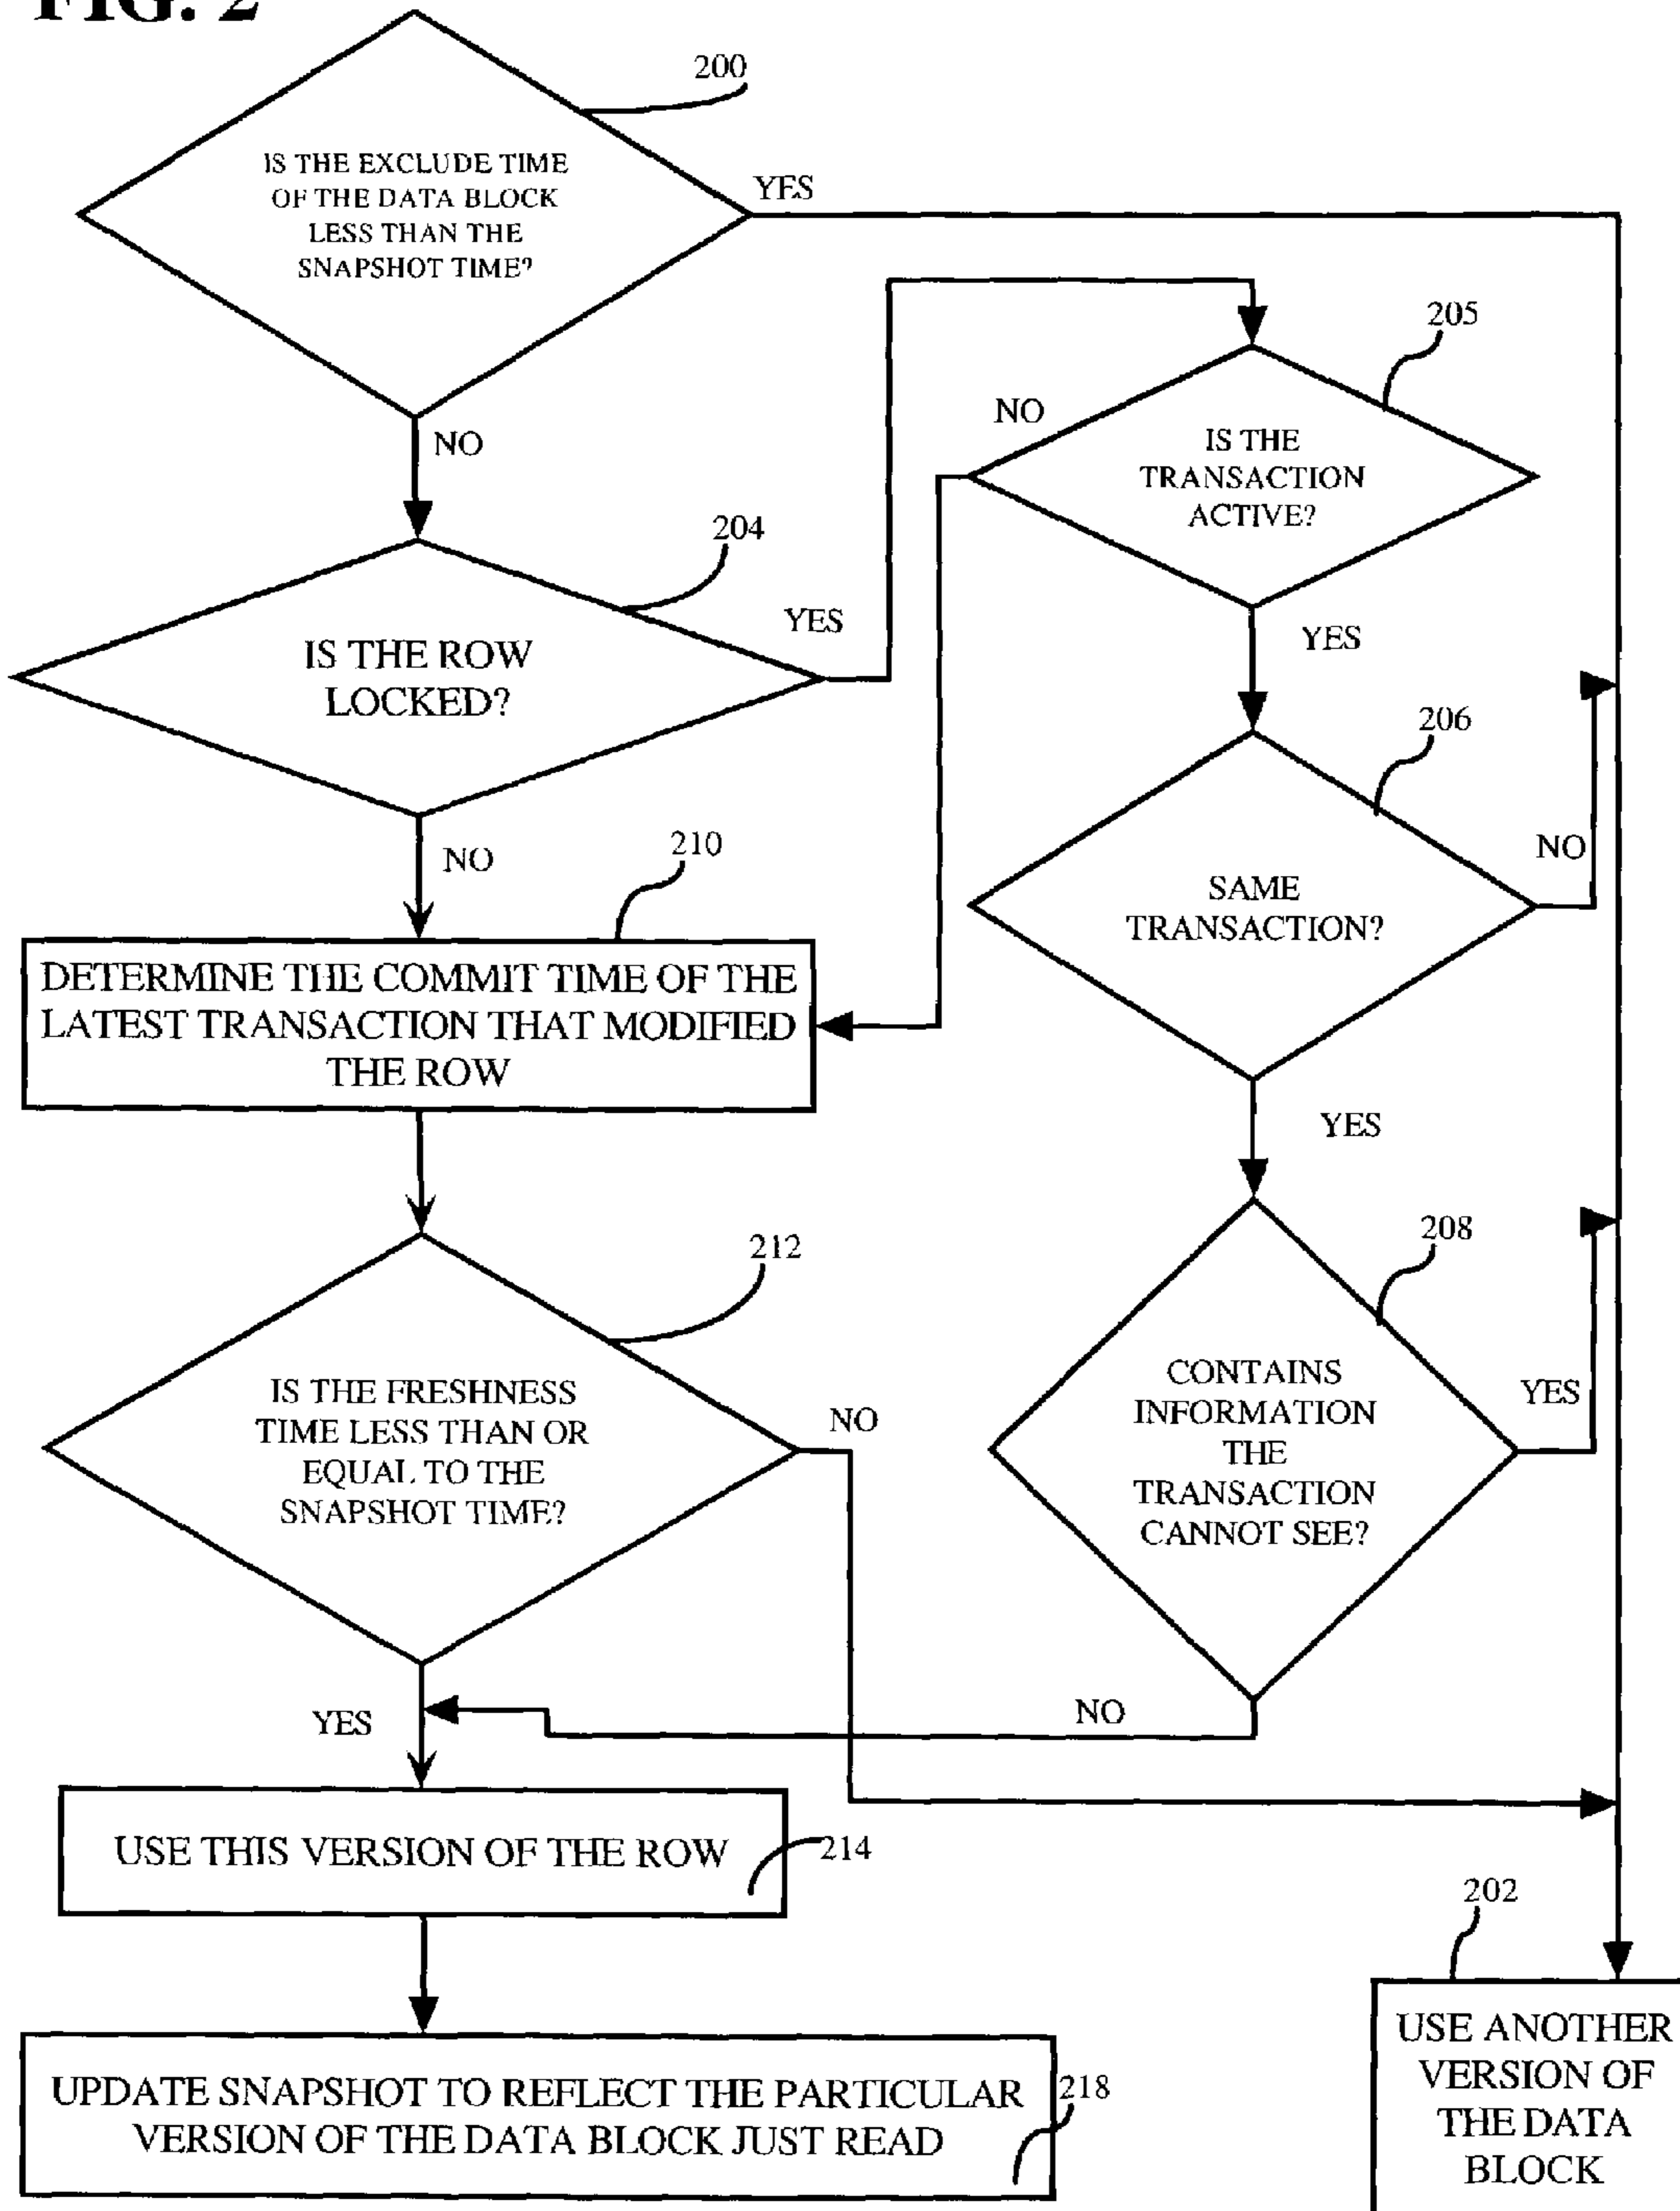 FIG. 2
200
IS THE EXCLUDE TIME
OF THE DATA BLOCK
LESS THAN THE
SNAPSHOT TIME?
YES
NO
204
IS THE ROW
LOCKED?
YES
NO
205
IS THE
TRANSACTION
ACTIVE?
NO
YES
206
SAME
TRANSACTION?
NO
YES
210
DETERMINE THE COMMIT TIME OF THE
LATEST TRANSACTION THAT MODIFIED
THE ROW
212
IS THE FRESHNESS
TIME LESS THAN OR
EQUAL TO THE
SNAPSHOT TIME?
NO
YES
208
CONTAINS
INFORMATION
THE
TRANSACTION
CANNOT SEE?
YES
NO
USE THIS VERSION OF THE ROW
214
202
USE ANOTHER
VERSION OF
THE DATA
BLOCK
UPDATE SNAPSHOT TO REFLECT THE PARTICULAR
VERSION OF THE DATA BLOCK JUST READ
218